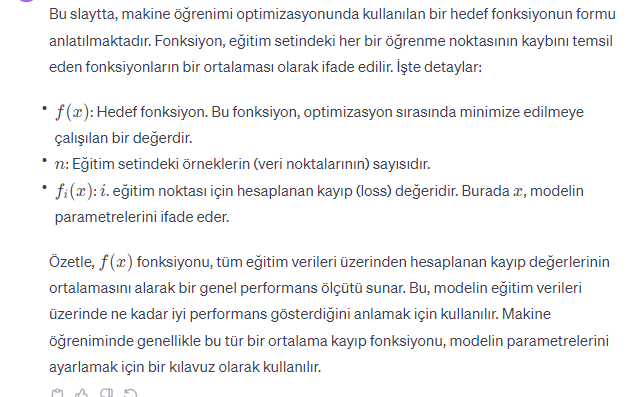 Bu slaytta, makine öğrenimi optimizasyonunda kullanılan bir hedef fonksiyonun formu
anlatılmaktadır. Fonksiyon, eğitim setindeki her bir öğrenme noktasının kaybını temsil
eden fonksiyonların bir ortalaması olarak ifade edilir. İşte detaylar:
• f(x): Hedef fonksiyon. Bu fonksiyon, optimizasyon sırasında minimize edilmeye
çalışılan bir değerdir.
• n: Eğitim setindeki örneklerin (veri noktalarının) sayısıdır.
• fᵢ(x): i. eğitim noktası için hesaplanan kayıp (loss) değeridir. Burada x, modelin
parametrelerini ifade eder.
Özetle, f(x) fonksiyonu, tüm eğitim verileri üzerinden hesaplanan kayıp değerlerinin
ortalamasını alarak bir genel performans ölçütü sunar. Bu, modelin eğitim verileri
üzerinde ne kadar iyi performans gösterdiğini anlamak için kullanılır. Makine
öğreniminde genellikle bu tür bir ortalama kayıp fonksiyonu, modelin parametrelerini
ayarlamak için bir kılavuz olarak kullanılır.